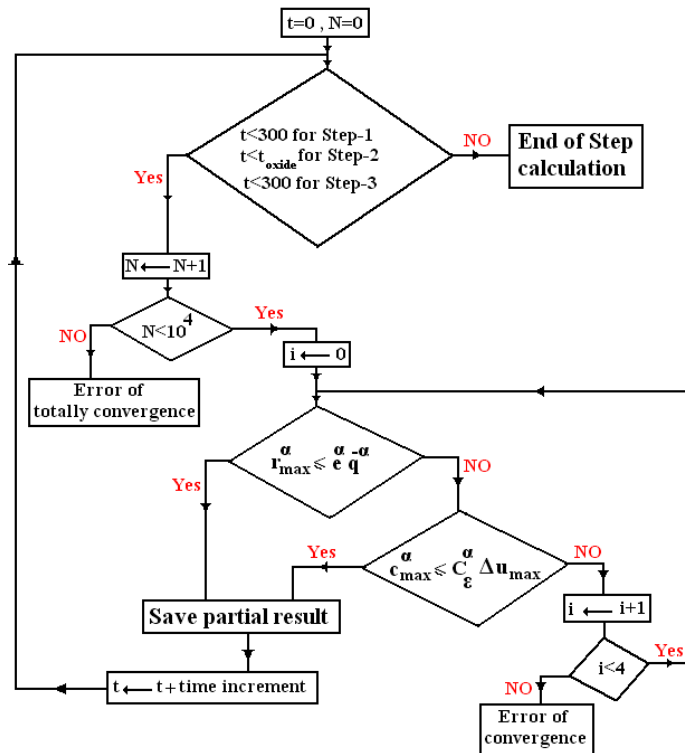 t=0 , N=0
t<300 for Step-1
t<t_oxide for Step-2
t<300 for Step-3
NO
End of Step
calculation
Yes
N ← N+1
N<10^4
Yes
NO
i ← 0
Error of
totally convergence
r^α_max ≤ e^α q^-α
NO
Yes
c^α_max ≤ C^α_ε Δu_max
Yes
NO
Save partial result
i ← i+1
t ← t+time increment
i<4
Yes
NO
Error of
convergence